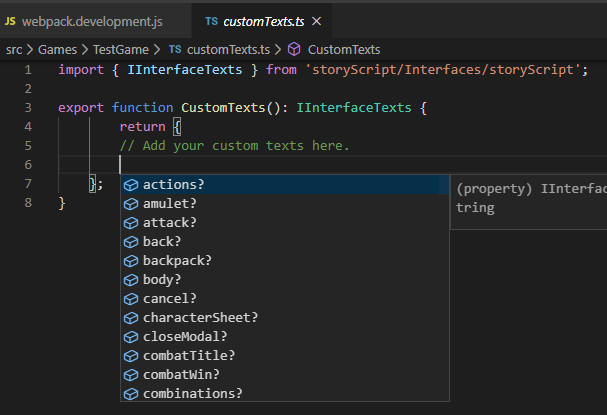 JS webpack.development.js
TS customTexts.ts ×
src > Games > TestGame > TS customTexts.ts > CustomTexts
1 import { IInterfaceTexts } from 'storyScript/Interfaces/storyScript';
2
3 export function CustomTexts(): IInterfaceTexts {
4 return {
5 // Add your custom texts here.
6
7 };
8 }
actions?
amulet?
attack?
back?
backpack?
body?
cancel?
characterSheet?
closeModal?
combatTitle?
combatWin?
combinations?
(property) IInterfac
tring